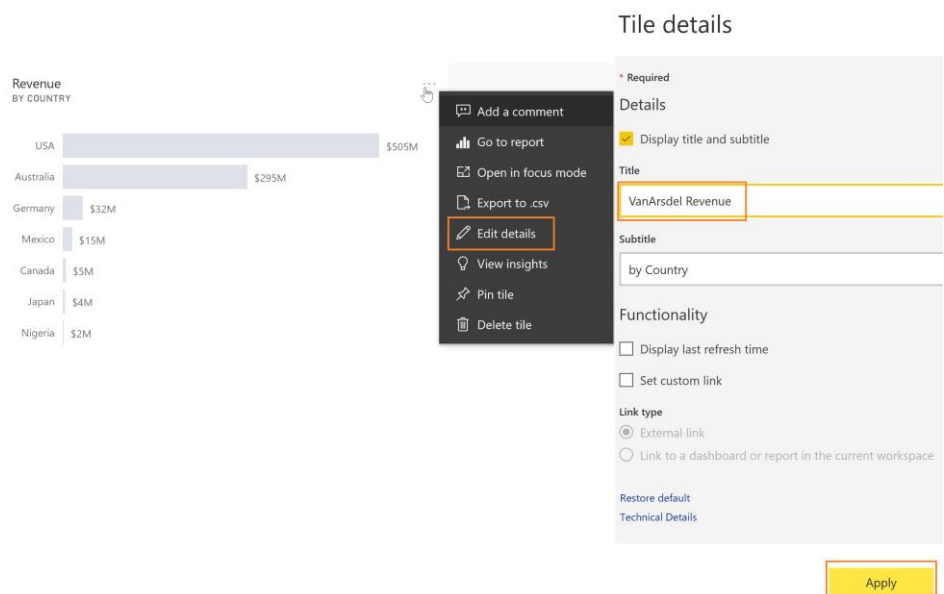 Tile details
Revenue
BY COUNTRY
USA $505M
Australia $295M
Germany $32M
Mexico $15M
Canada $5M
Japan $4M
Nigeria $2M
Add a comment
Go to report
Open in focus mode
Export to .csv
Edit details
View insights
Pin tile
Delete tile
* Required
Details
Display title and subtitle
Title
VanArsdel Revenue
Subtitle
by Country
Functionality
Display last refresh time
Set custom link
Link type
External link
Link to a dashboard or report in the current workspace
Restore default
Technical Details
Apply